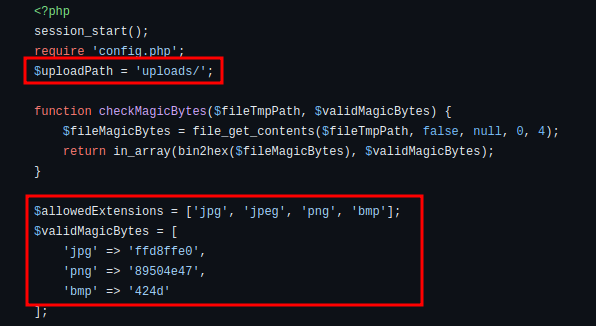 <?php
session_start();
require 'config.php';
$uploadPath = 'uploads/';
function checkMagicBytes($fileTmpPath, $validMagicBytes) {
$fileMagicBytes = file_get_contents($fileTmpPath, false, null, 0, 4);
return in_array(bin2hex($fileMagicBytes), $validMagicBytes);
}
$allowedExtensions = ['jpg', 'jpeg', 'png', 'bmp'];
$validMagicBytes = [
'jpg' => 'ffd8ffe0',
'png' => '89504e47',
'bmp' => '424d'
];